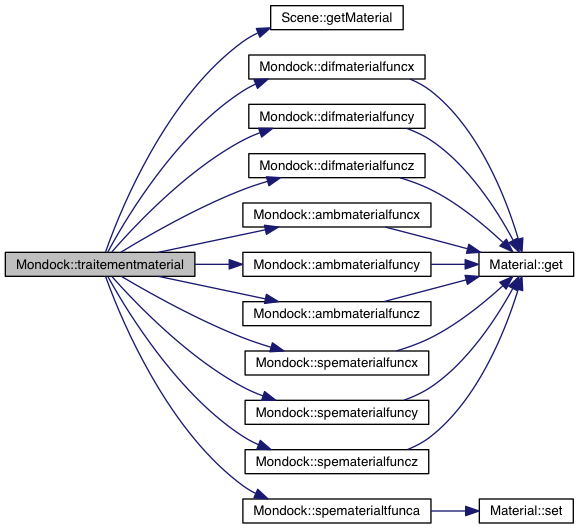 Scene::getMaterial
Mondock::difmaterialfuncx
Mondock::difmaterialfuncy
Mondock::difmaterialfuncz
Mondock::ambmaterialfuncx
Mondock::traitementmaterial
Mondock::ambmaterialfuncy
Material::get
Mondock::ambmaterialfuncz
Mondock::spematerialfuncx
Mondock::spematerialfuncy
Mondock::spematerialfuncz
Mondock::spematerialtfunca
Material::set